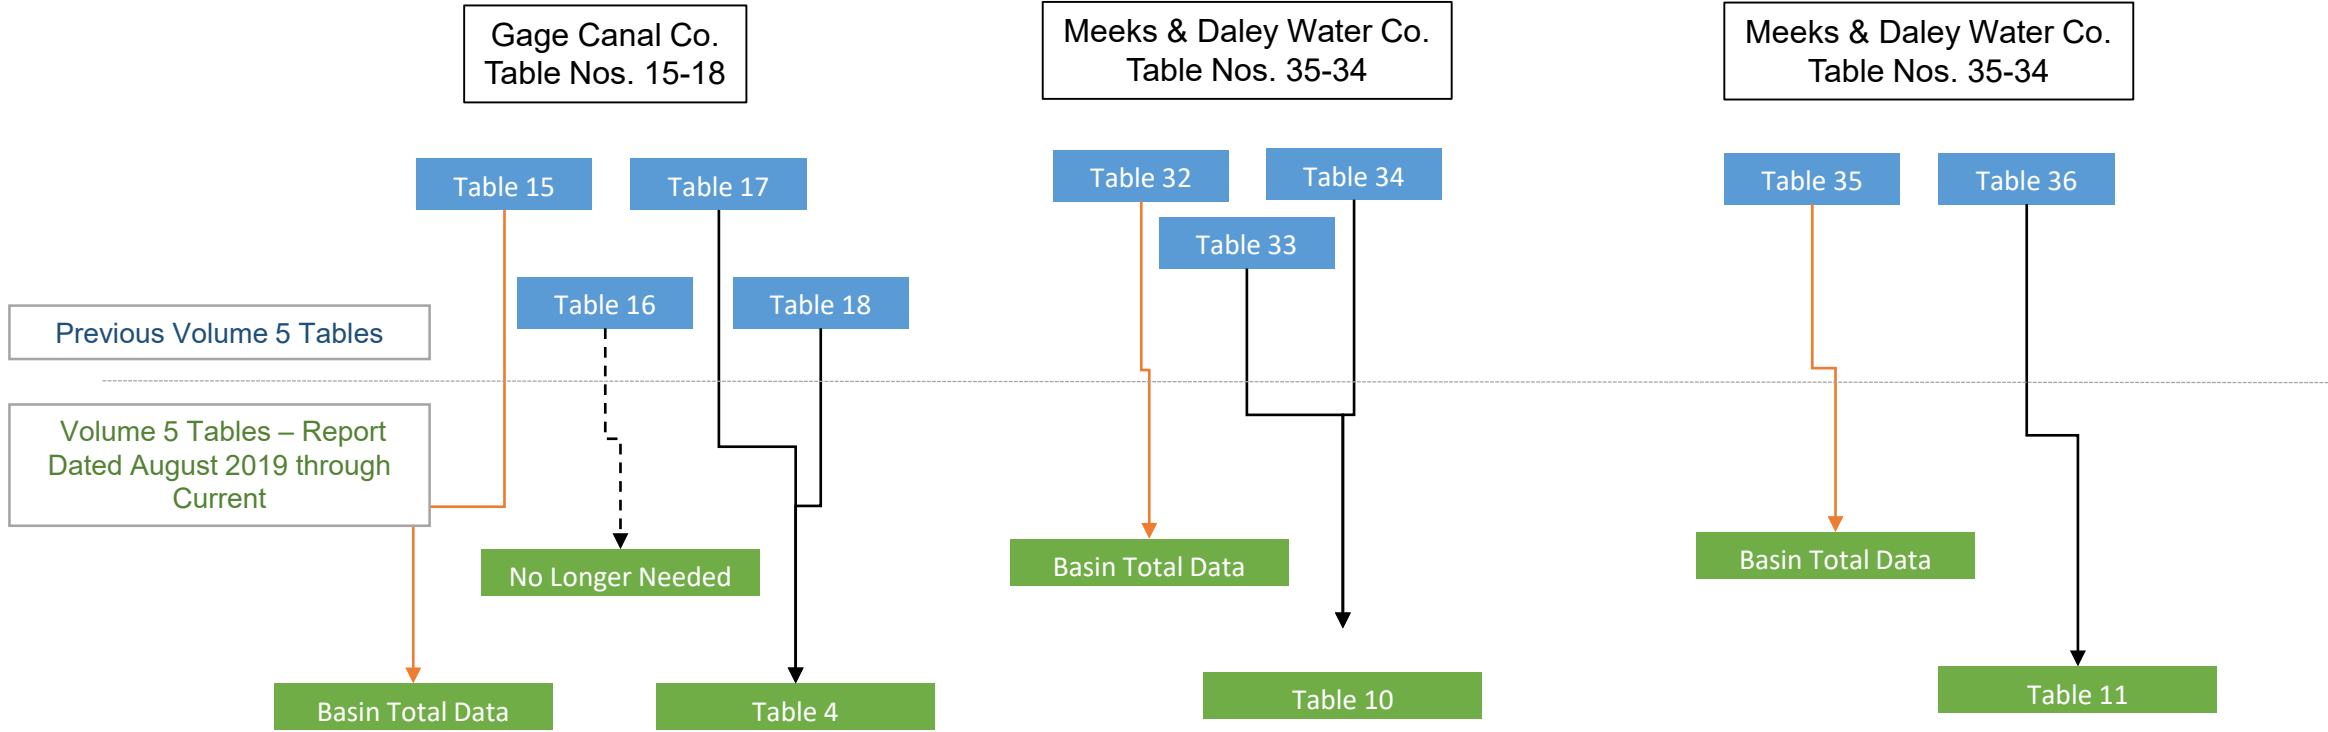 Gage Canal Co.
Table Nos. 15-18
Meeks & Daley Water Co.
Table Nos. 35-34
Meeks & Daley Water Co.
Table Nos. 35-34
Table 15
Table 17
Table 32
Table 34
Table 35
Table 36
Table 33
Table 16
Table 18
Previous Volume 5 Tables
Volume 5 Tables – Report
Dated August 2019 through
Current
No Longer Needed
Basin Total Data
Basin Total Data
Basin Total Data
Table 4
Table 10
Table 11